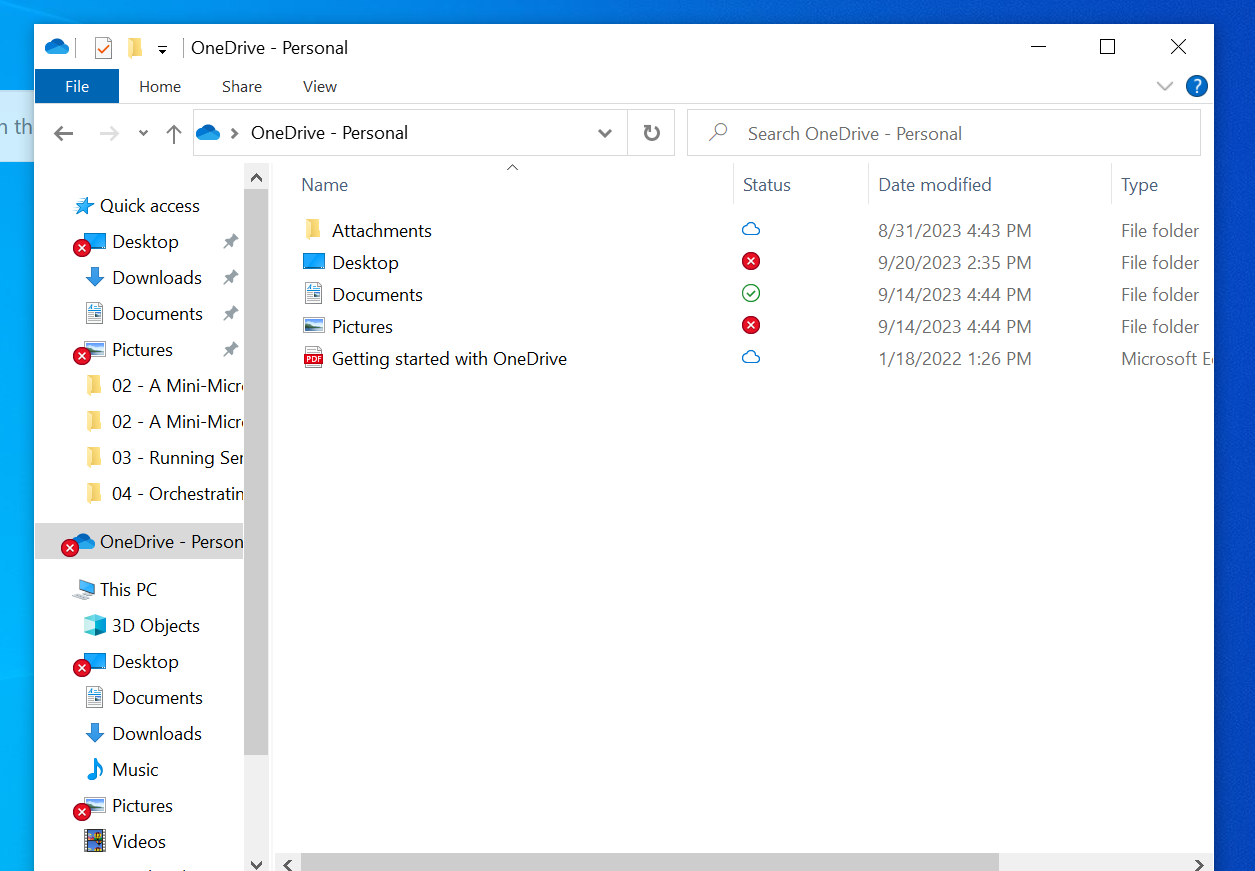 OneDrive - Personal
File Home Share View
?
OneDrive - Personal
Search OneDrive - Personal
n th
Name Status Date modified Type
Quick access
Desktop
Downloads
Documents
Pictures
02 - A Mini-Micr
02 - A Mini-Micr
03 - Running Ser
04 - Orchestratin
OneDrive - Person
This PC
3D Objects
Desktop
Documents
Downloads
Music
Pictures
Videos
Attachments 8/31/2023 4:43 PM File folder
Desktop 9/20/2023 2:35 PM File folder
Documents 9/14/2023 4:44 PM File folder
Pictures 9/14/2023 4:44 PM File folder
PDF Getting started with OneDrive 1/18/2022 1:26 PM Microsoft E